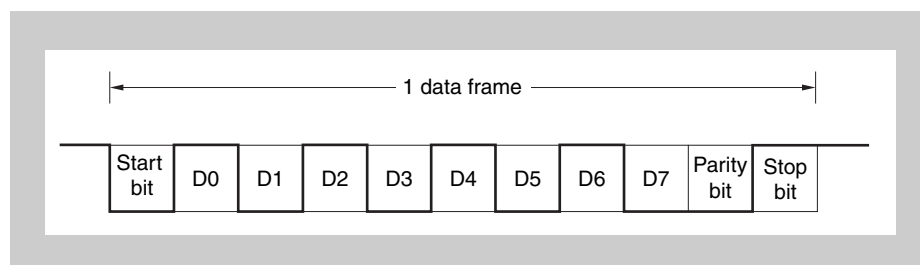 1 data frame
Start bit D0 D1 D2 D3 D4 D5 D6 D7 Parity bit Stop bit